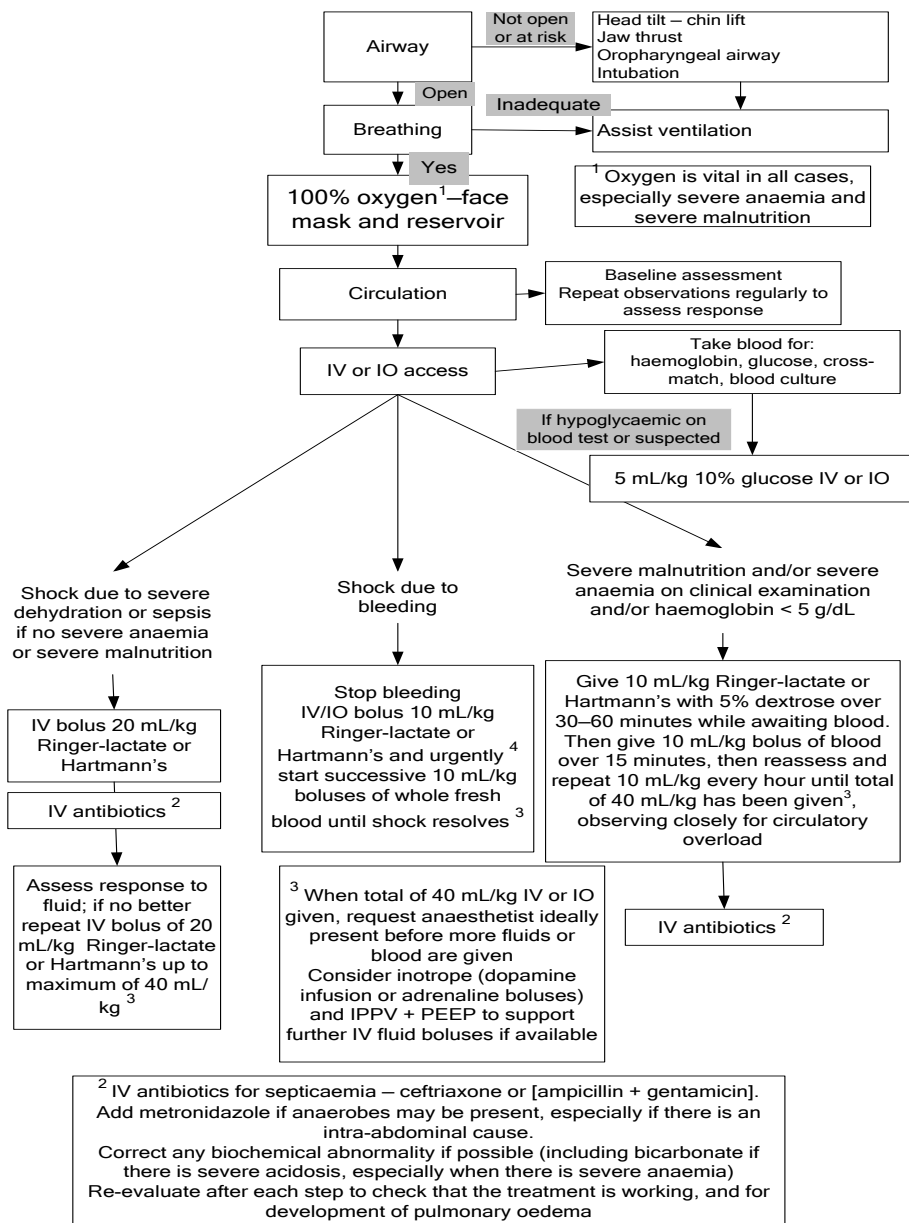 Airway
Not open
or at risk
Head tilt – chin lift
Jaw thrust
Oropharyngeal airway
Intubation
Open
Breathing
Inadequate
Assist ventilation
Yes
100% oxygen¹–face
mask and reservoir
¹ Oxygen is vital in all cases,
especially severe anaemia and
severe malnutrition
Circulation
Baseline assessment
Repeat observations regularly to
assess response
IV or IO access
Take blood for:
haemoglobin, glucose, cross-
match, blood culture
If hypoglycaemic on
blood test or suspected
5 mL/kg 10% glucose IV or IO
Shock due to severe
dehydration or sepsis
if no severe anaemia
or severe malnutrition
IV bolus 20 mL/kg
Ringer-lactate or
Hartmann’s
IV antibiotics ²
Assess response to
fluid; if no better
repeat IV bolus of 20
mL/kg Ringer-lactate
or Hartmann’s up to
maximum of 40 mL/
kg ³
Shock due to
bleeding
Stop bleeding
IV/IO bolus 10 mL/kg
Ringer-lactate or
Hartmann’s and urgently ⁴
start successive 10 mL/kg
boluses of whole fresh
blood until shock resolves ³
³ When total of 40 mL/kg IV or IO
given, request anaesthetist ideally
present before more fluids or
blood are given
Consider inotrope (dopamine
infusion or adrenaline boluses)
and IPPV + PEEP to support
further IV fluid boluses if available
Severe malnutrition and/or severe
anaemia on clinical examination
and/or haemoglobin < 5 g/dL
Give 10 mL/kg Ringer-lactate or
Hartmann’s with 5% dextrose over
30–60 minutes while awaiting blood.
Then give 10 mL/kg bolus of blood
over 15 minutes, then reassess and
repeat 10 mL/kg every hour until total
of 40 mL/kg has been given³,
observing closely for circulatory
overload
IV antibiotics ²
² IV antibiotics for septicaemia – ceftriaxone or [ampicillin + gentamicin].
Add metronidazole if anaerobes may be present, especially if there is an
intra-abdominal cause.
Correct any biochemical abnormality if possible (including bicarbonate if
there is severe acidosis, especially when there is severe anaemia)
Re-evaluate after each step to check that the treatment is working, and for
development of pulmonary oedema